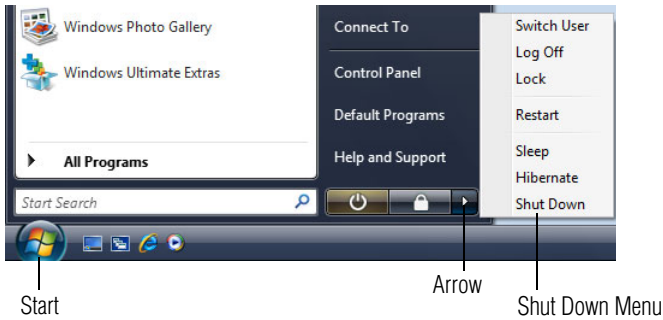 Windows Photo Gallery
Windows Ultimate Extras
All Programs
Start Search
Connect To
Control Panel
Default Programs
Help and Support
Switch User
Log Off
Lock
Restart
Sleep
Hibernate
Shut Down
Start
Arrow
Shut Down Menu